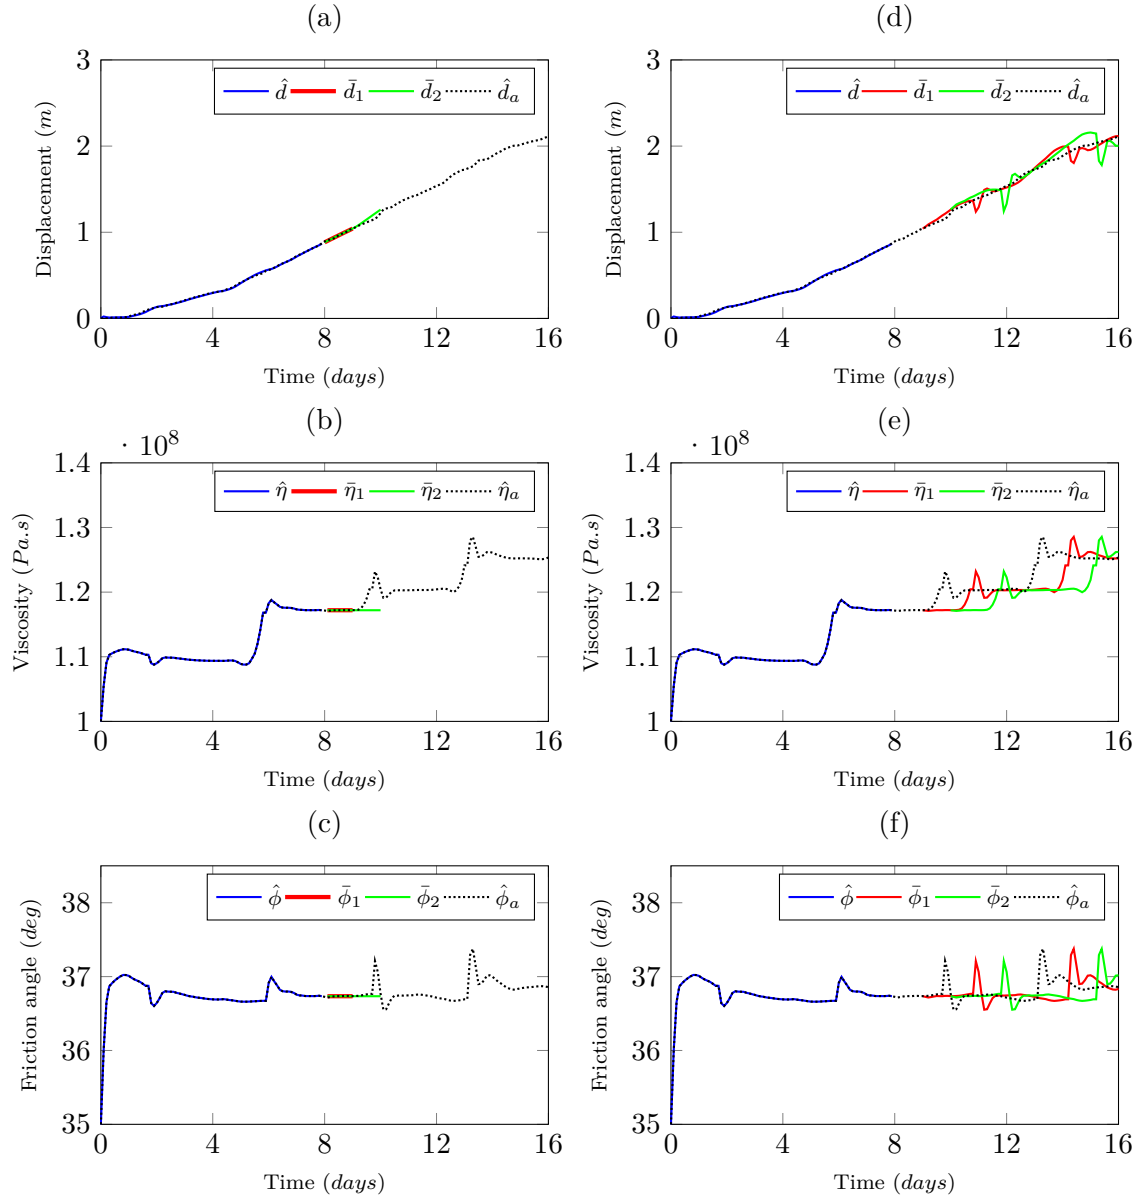 (a)
Displacement (m)
3
2
1
0
d̂ d̄₁ d̄₂ d̂ₐ
0 4 8 12 16
Time (days)
(d)
Displacement (m)
3
2
1
0
d̂ d̄₁ d̄₂ d̂ₐ
0 4 8 12 16
Time (days)
(b)
· 10⁸
Viscosity (Pa.s)
1.4
1.3
1.2
1.1
1
η̂ η̄₁ η̄₂ η̂ₐ
0 4 8 12 16
Time (days)
(e)
· 10⁸
Viscosity (Pa.s)
1.4
1.3
1.2
1.1
1
η̂ η̄₁ η̄₂ η̂ₐ
0 4 8 12 16
Time (days)
(c)
Friction angle (deg)
38
37
36
35
ϕ̂ ϕ̄₁ ϕ̄₂ ϕ̂ₐ
0 4 8 12 16
Time (days)
(f)
Friction angle (deg)
38
37
36
35
ϕ̂ ϕ̄₁ ϕ̄₂ ϕ̂ₐ
0 4 8 12 16
Time (days)